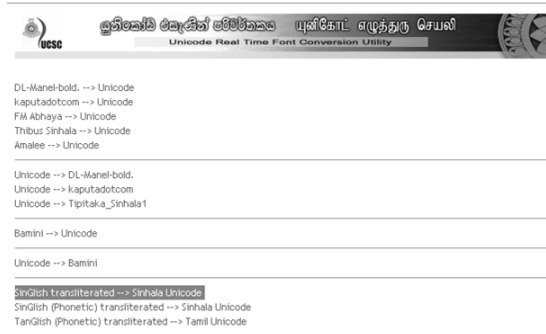 UCSC
යුනිකෝඩ් එසැණින් පරිවර්තකය யுனிகோட் எழுத்துரு செயலி
Unicode Real Time Font Conversion Utility
DL-Manel-bold. --> Unicode
kaputadotcom --> Unicode
FM Abhaya --> Unicode
Thibus Sinhala --> Unicode
Amalee --> Unicode
Unicode --> DL-Manel-bold.
Unicode --> kaputadotcom
Unicode --> Tipitaka_Sinhala1
Bamini --> Unicode
Unicode --> Bamini
SinGlish transliterated --> Sinhala Unicode
SinGlish (Phonetic) transliterated --> Sinhala Unicode
TanGlish (Phonetic) transliterated --> Tamil Unicode